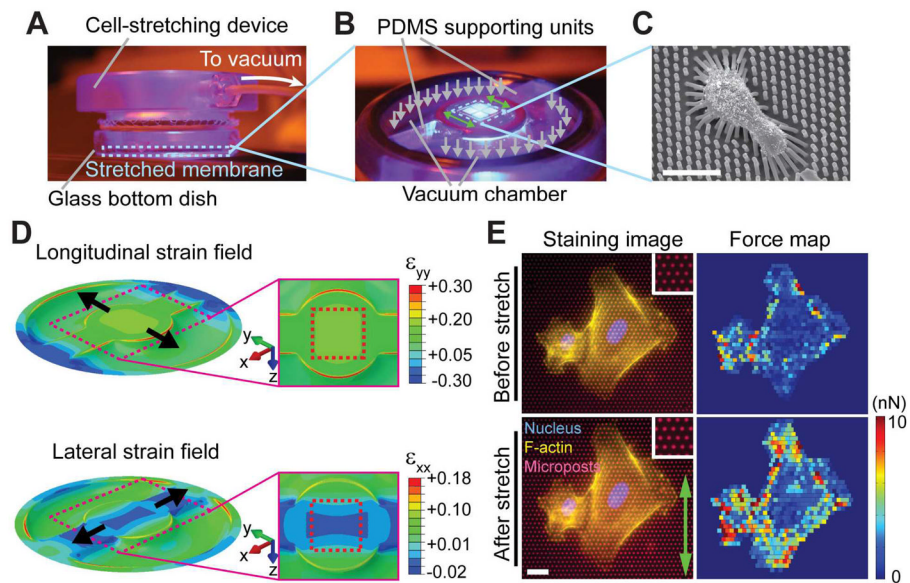 A
Cell-stretching device
To vacuum
Stretched membrane
Glass bottom dish
B
PDMS supporting units
Vacuum chamber
C
D
Longitudinal strain field
y
x
z
εyy
+0.30
+0.20
+0.05
-0.30
Lateral strain field
y
x
z
εxx
+0.18
+0.10
+0.01
-0.02
E
Staining image
Force map
Before stretch
After stretch
Nucleus
F-actin
Microposts
(nN)
10
0